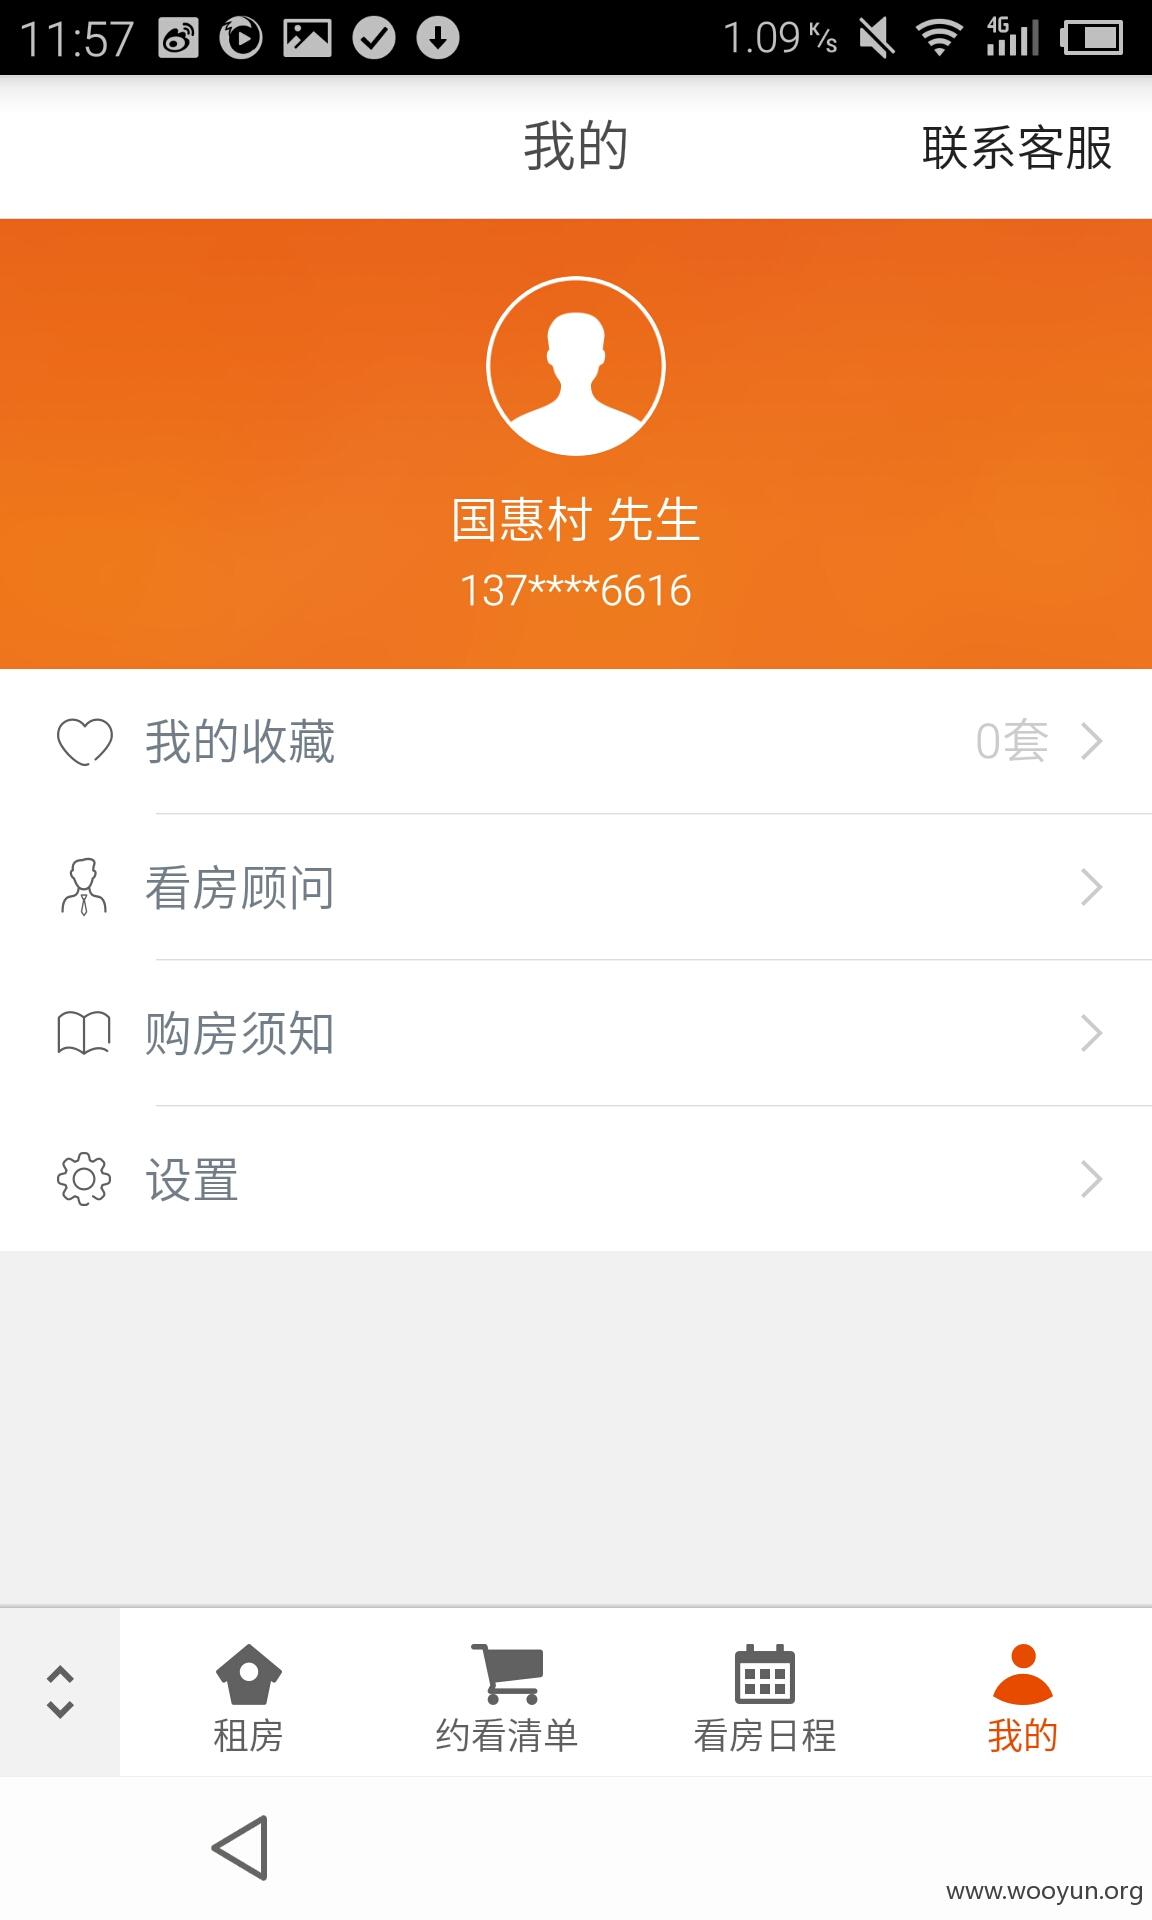 11:57 1.09 K/s 4G
我的 联系客服
国惠村 先生
137****6616
我的收藏 0套
看房顾问
购房须知
设置
租房 约看清单 看房日程 我的
www.wooyun.org